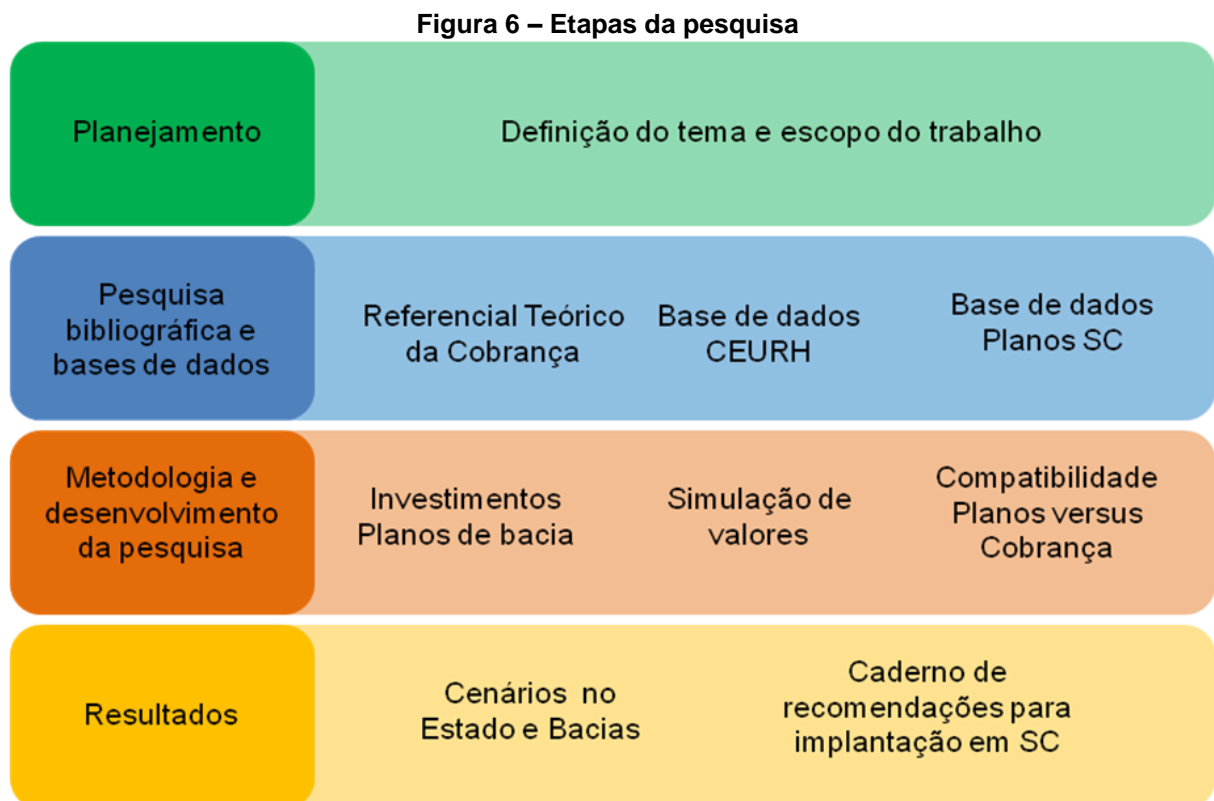 Figura 6 – Etapas da pesquisa
Planejamento
Definição do tema e escopo do trabalho
Pesquisa
bibliográfica e
bases de dados
Referencial Teórico
da Cobrança
Base de dados
CEURH
Base de dados
Planos SC
Metodologia e
desenvolvimento
da pesquisa
Investimentos
Planos de bacia
Simulação de
valores
Compatibilidade
Planos versus
Cobrança
Resultados
Cenários no
Estado e Bacias
Caderno de
recomendações para
implantação em SC